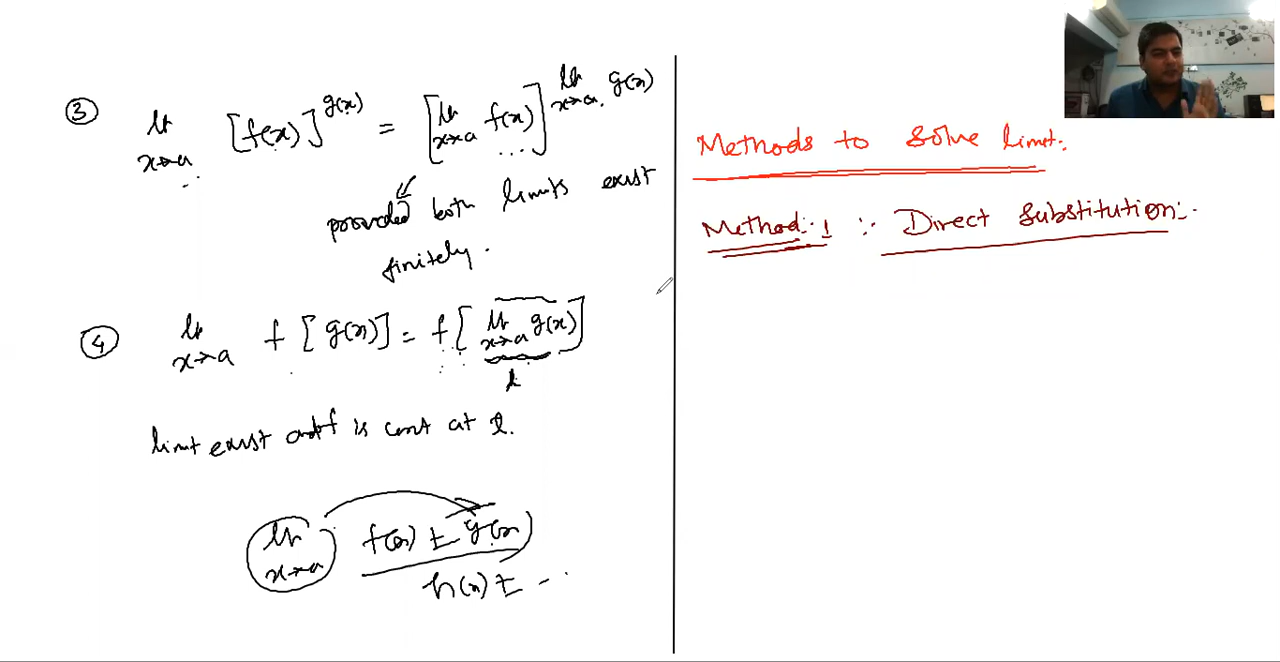 ③ lt x→a [f(x)]^g(x) = [lt x→a f(x)]^lt x→a g(x)
provided both limits exist
finitely.
④ lt x→a f [g(x)] = f [lt x→a g(x)]
l
limit exist and f is cont at l.
lt x→a f(x) ± g(x)
h(x) ± - ..
Methods to Solve limit:
Method: 1 :- Direct Substitution:-